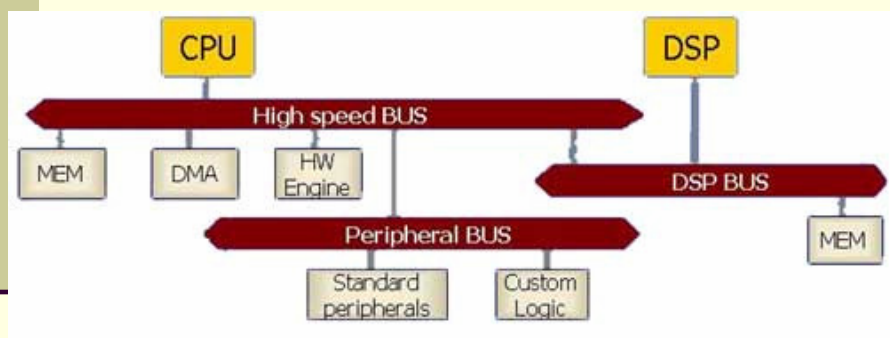 CPU
DSP
High speed BUS
MEM
DMA
HW
Engine
DSP BUS
Peripheral BUS
MEM
Standard
peripherals
Custom
Logic